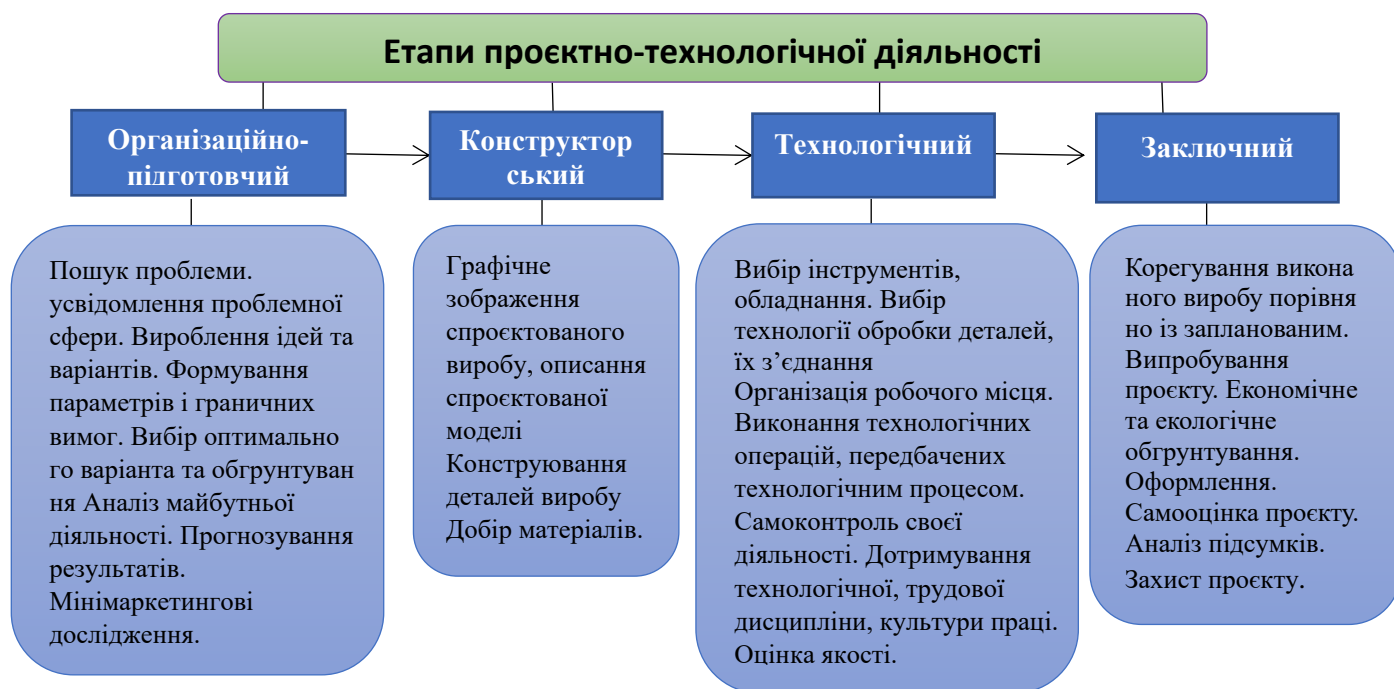 Етапи проєктно-технологічної діяльності
Організаційно-
підготовчий
Конструктор
ський
Технологічний
Заключний
Пошук проблеми.
усвідомлення проблемної
сфери. Вироблення ідей та
варіантів. Формування
параметрів і граничних
вимог. Вибір оптимально
го варіанта та обгрунтуван
ня Аналіз майбутньої
діяльності. Прогнозування
результатів.
Мінімаркетингові
дослідження.
Графічне
зображення
спроєктованого
виробу, описання
спроєктованої
моделі
Конструювання
деталей виробу
Добір матеріалів.
Вибір інструментів,
обладнання. Вибір
технології обробки деталей,
їх з’єднання
Організація робочого місця.
Виконання технологічних
операцій, передбачених
технологічним процесом.
Самоконтроль своєї
діяльності. Дотримування
технологічної, трудової
дисципліни, культури праці.
Оцінка якості.
Корегування викона
ного виробу порівня
но із запланованим.
Випробування
проєкту. Економічне
та екологічне
обгрунтування.
Оформлення.
Самооцінка проєкту.
Аналіз підсумків.
Захист проєкту.